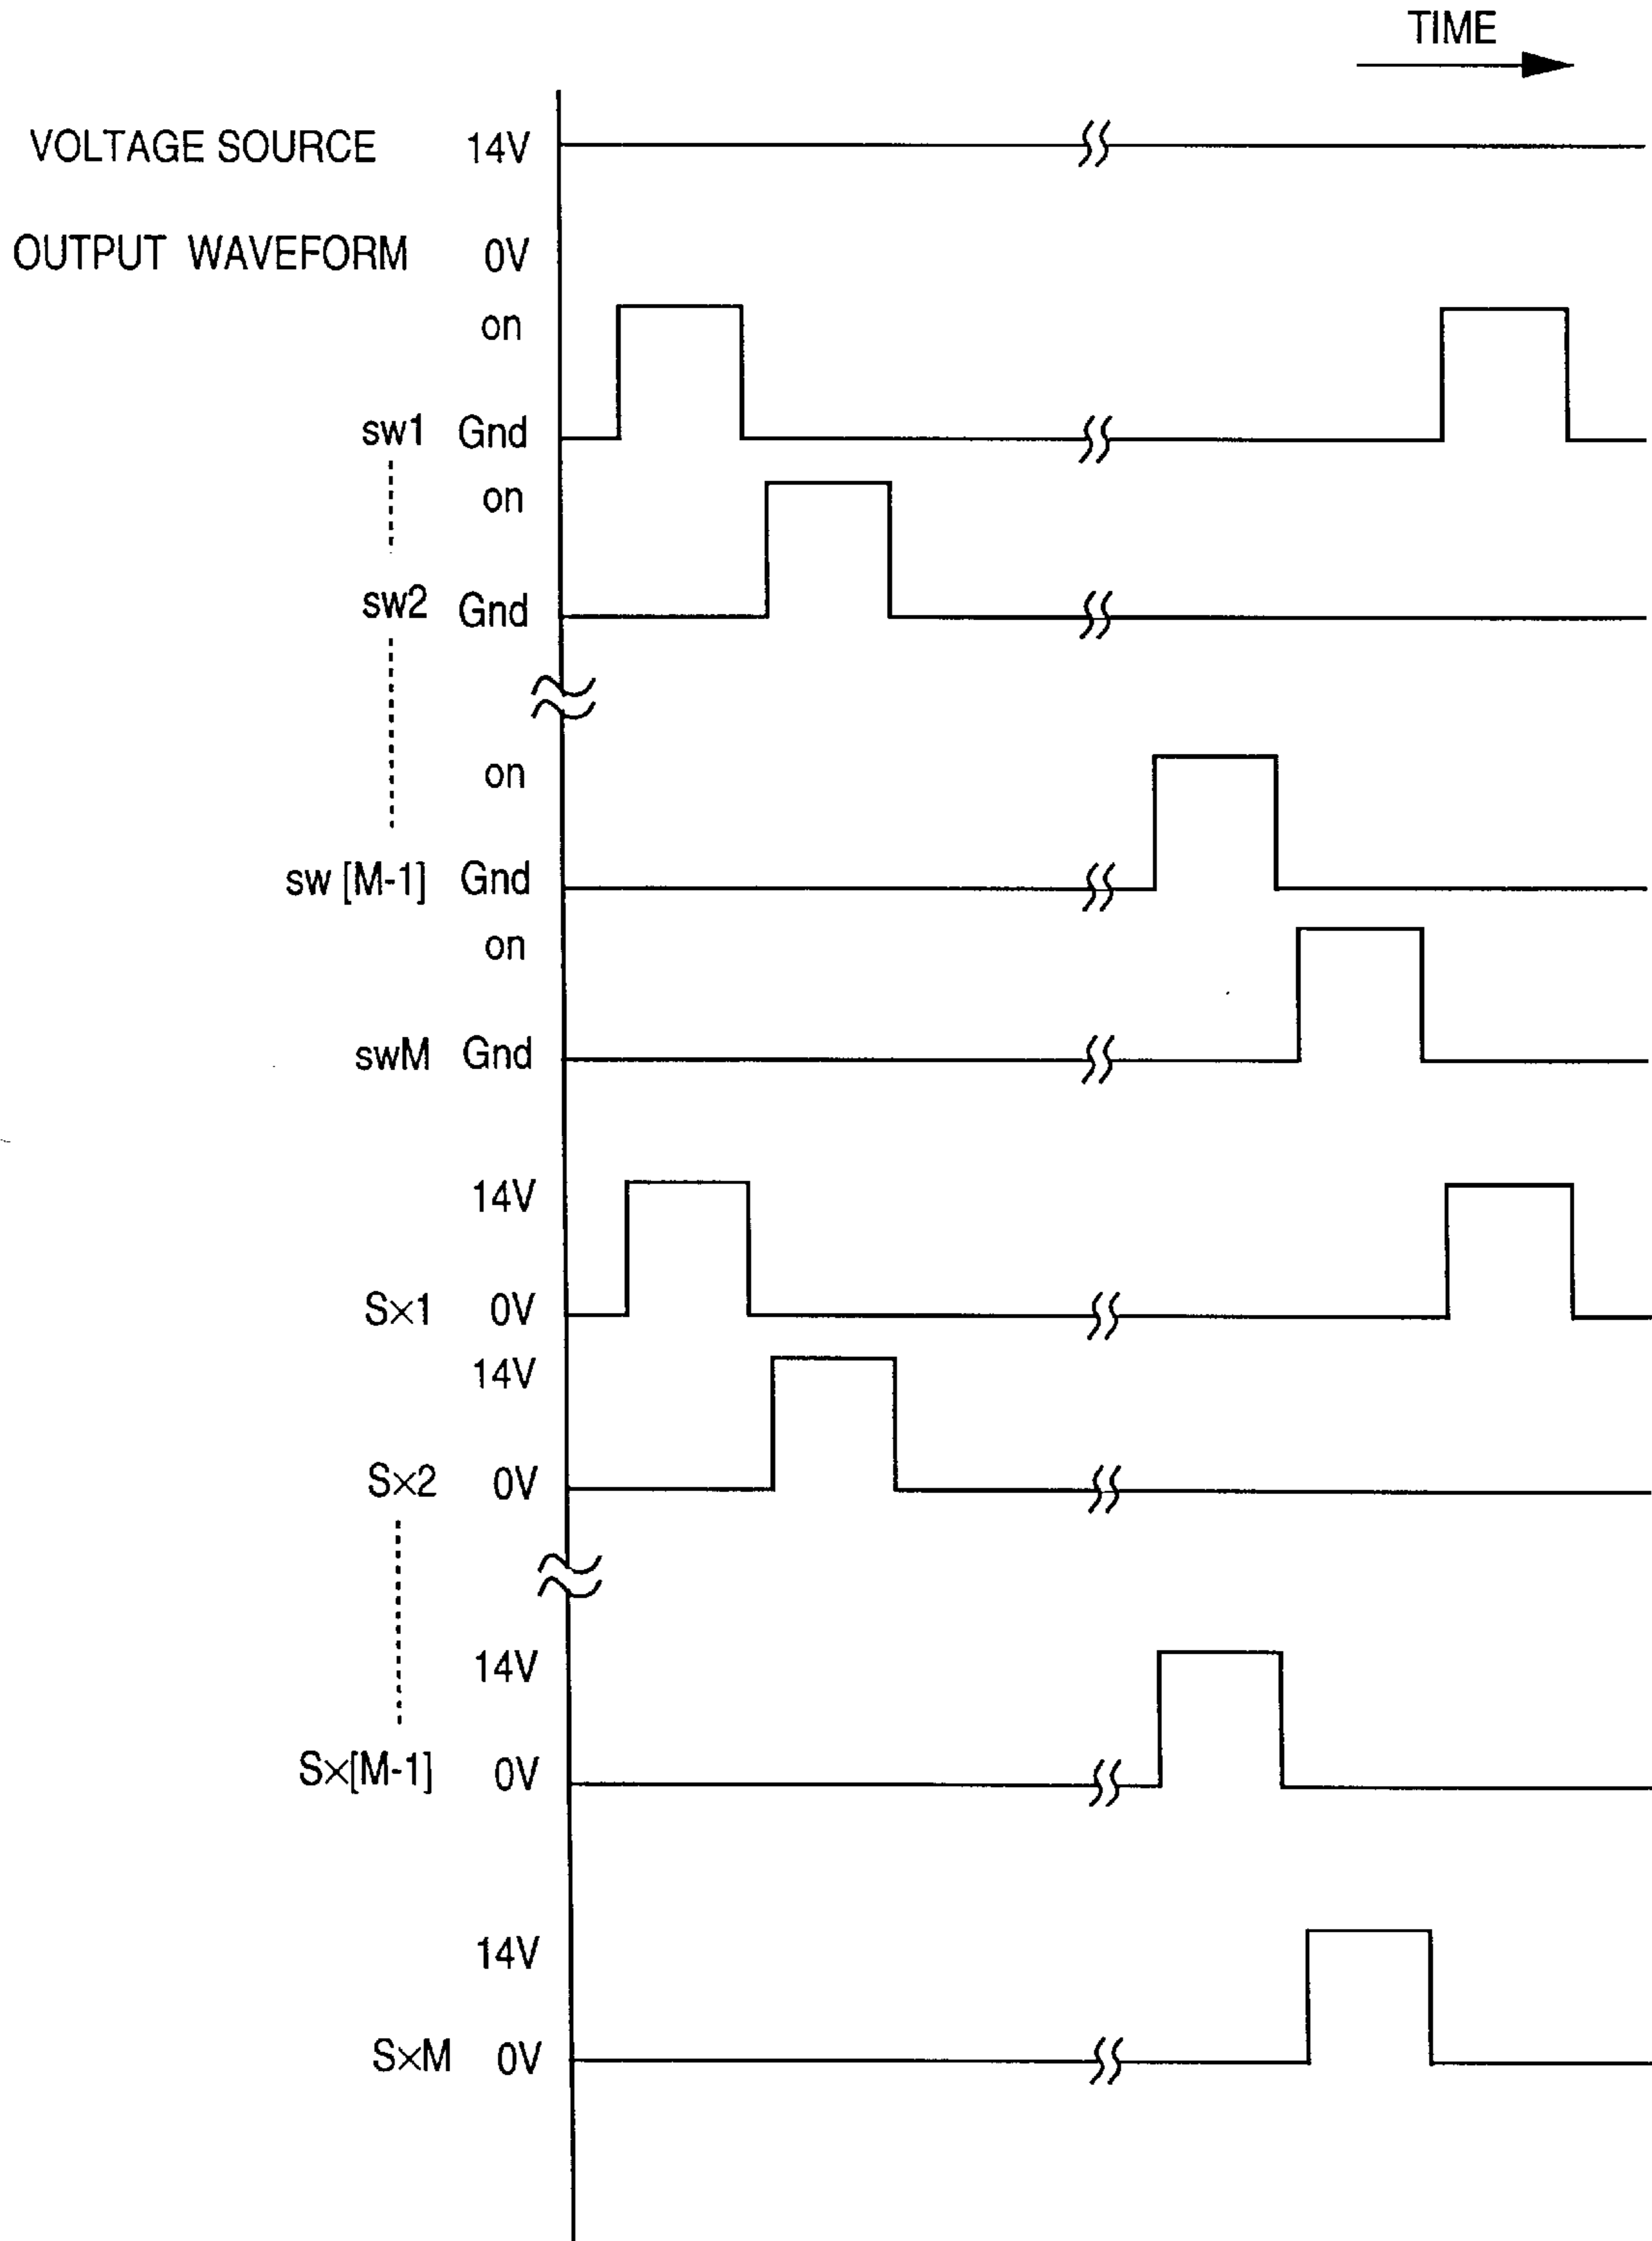 TIME
VOLTAGE SOURCE 14V
OUTPUT WAVEFORM 0V
on
sw1 Gnd
on
sw2 Gnd
on
sw [M-1] Gnd
on
swM Gnd
14V
S×1 0V
14V
S×2 0V
14V
S×[M-1] 0V
14V
S×M 0V